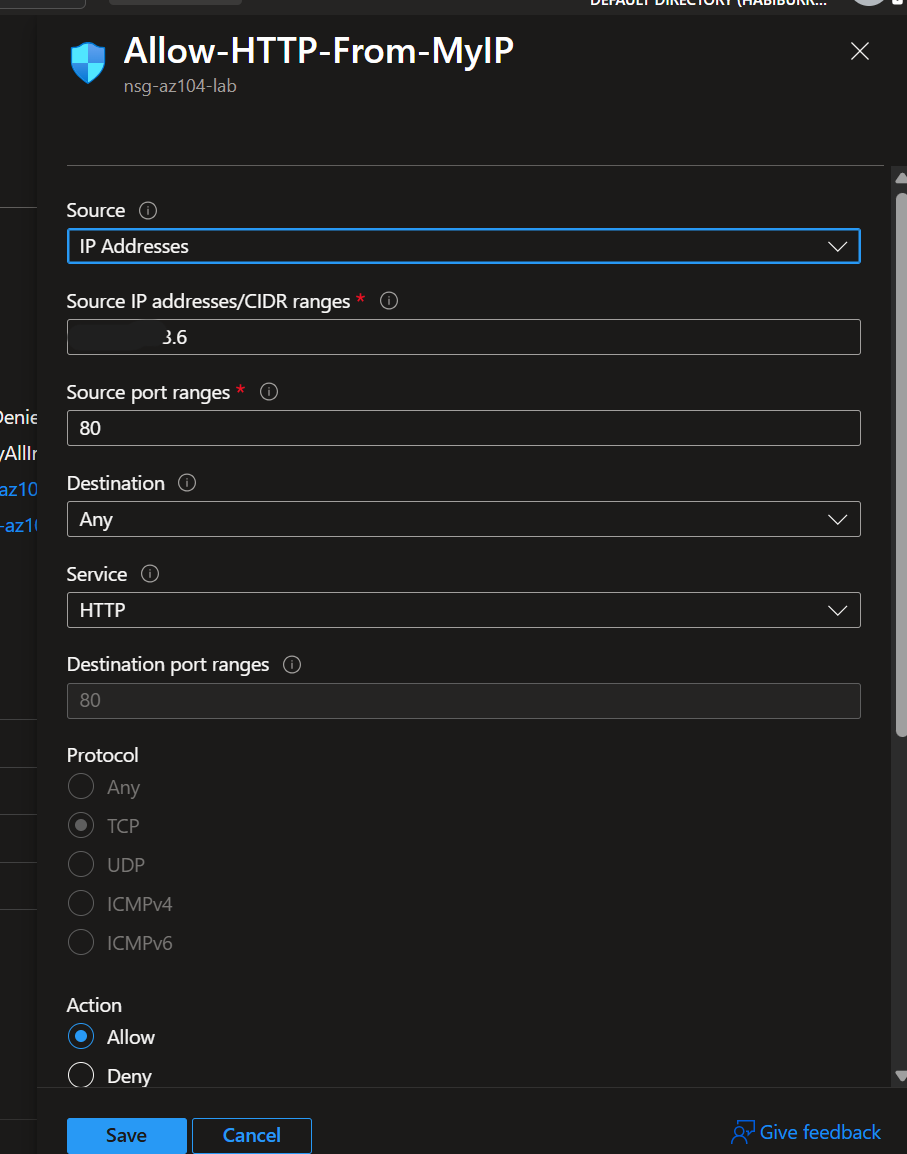 DEFAULT DIRECTORY (HABIBURR...
Allow-HTTP-From-MyIP
nsg-az104-lab
Source
IP Addresses
Source IP addresses/CIDR ranges *
3.6
Source port ranges *
80
Destination
Any
Service
HTTP
Destination port ranges
80
Protocol
Any
TCP
UDP
ICMPv4
ICMPv6
Action
Allow
Deny
Save
Cancel
Give feedback